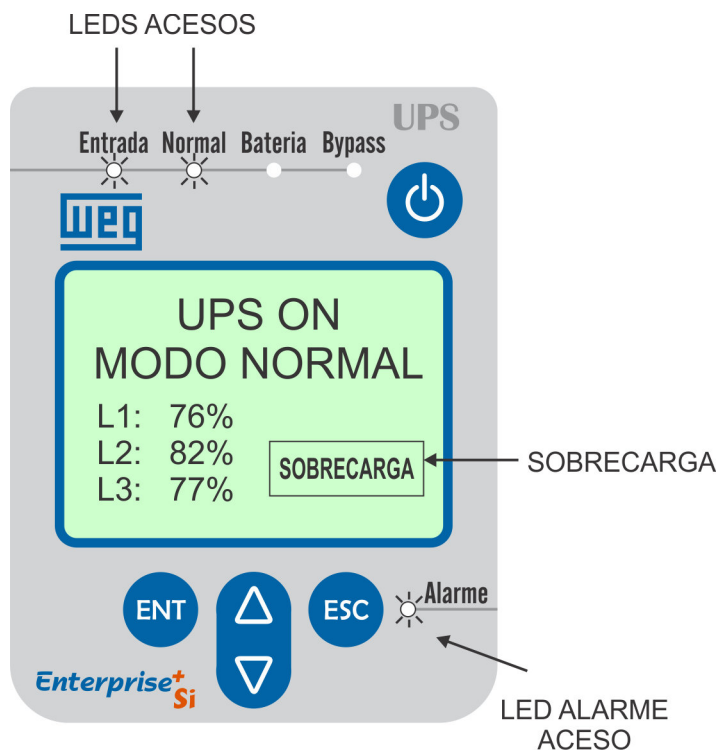 LEDS ACESOS
UPS
Entrada Normal Bateria Bypass
weg
UPS ON
MODO NORMAL
L1: 76%
L2: 82%
L3: 77%
SOBRECARGA
SOBRECARGA
ENT
ESC
Alarme
Enterprise+
Si
LED ALARME
ACESO